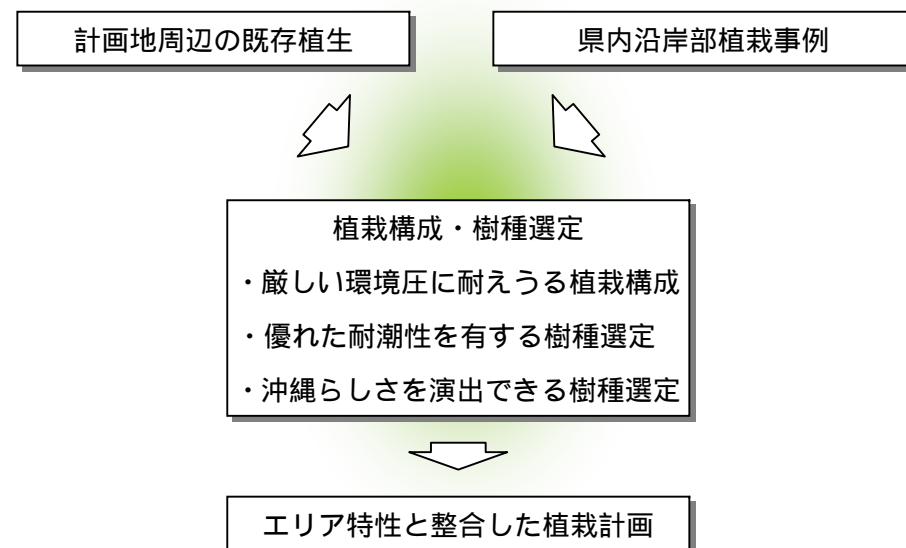 計画地周辺の既存植生
県内沿岸部植栽事例
植栽構成・樹種選定
・厳しい環境圧に耐えうる植栽構成
・優れた耐潮性を有する樹種選定
・沖縄らしさを演出できる樹種選定
エリア特性と整合した植栽計画